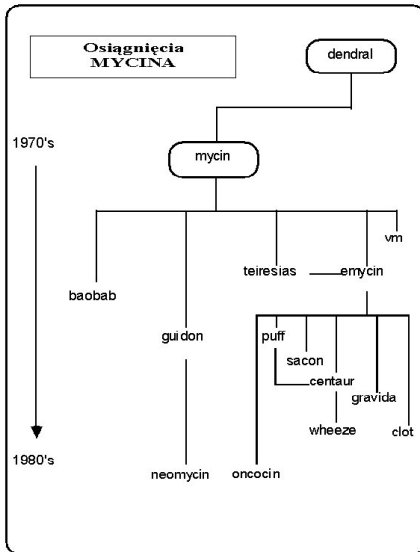 Osiągnięcia
MYCINA
dendral
1970's
mycin
vm
teiresias
emycin
baobab
guidon
puff
sacon
centaur
gravida
wheeze
clot
1980's
neomycin
oncocin